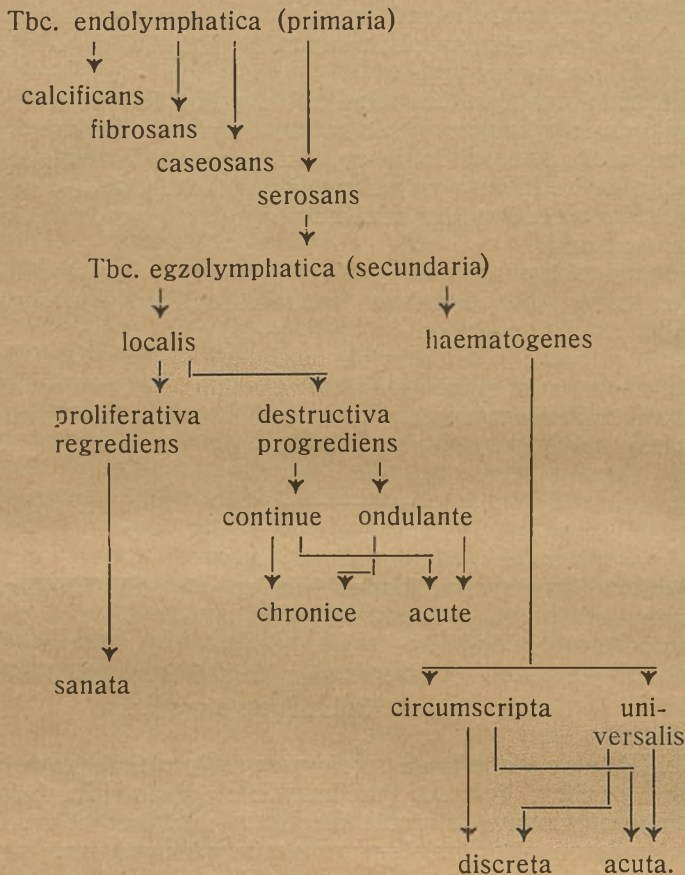 Tbc. endolymphatica (primaria)
calcificans
fibrosans
caseosans
serosans
Tbc. egzolymphatica (secundaria)
localis haematogenes
proliferativa destructiva
regrediens progrediens
continue ondulante
chronice acute
sanata
circumscripta uni-
versalis
discreta acuta.